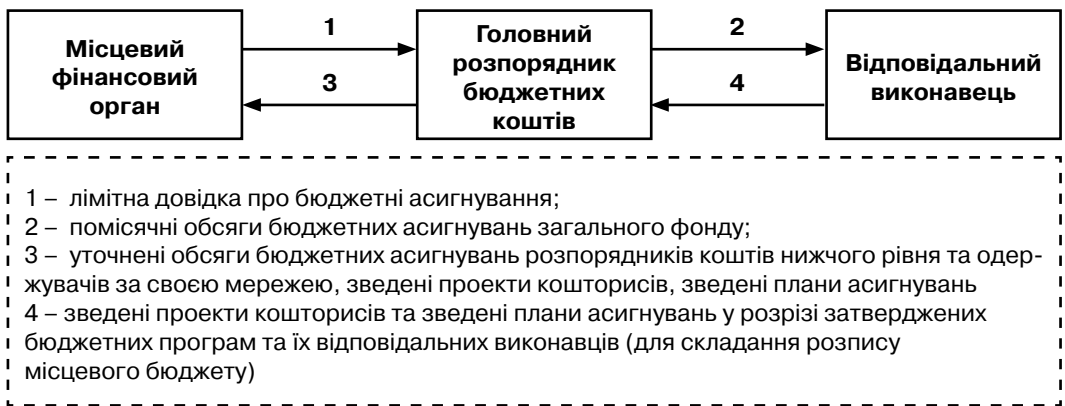 Місцевий
фінансовий
орган
1
3
Головний
розпорядник
бюджетних
коштів
2
4
Відповідальний
виконавець
1 – лімітна довідка про бюджетні асигнування;
2 – помісячні обсяги бюджетних асигнувань загального фонду;
3 – уточнені обсяги бюджетних асигнувань розпорядників коштів нижчого рівня та одер-
жувачів за своєю мережею, зведені проекти кошторисів, зведені плани асигнувань
4 – зведені проекти кошторисів та зведені плани асигнувань у розрізі затверджених
бюджетних програм та їх відповідальних виконавців (для складання розпису
місцевого бюджету)